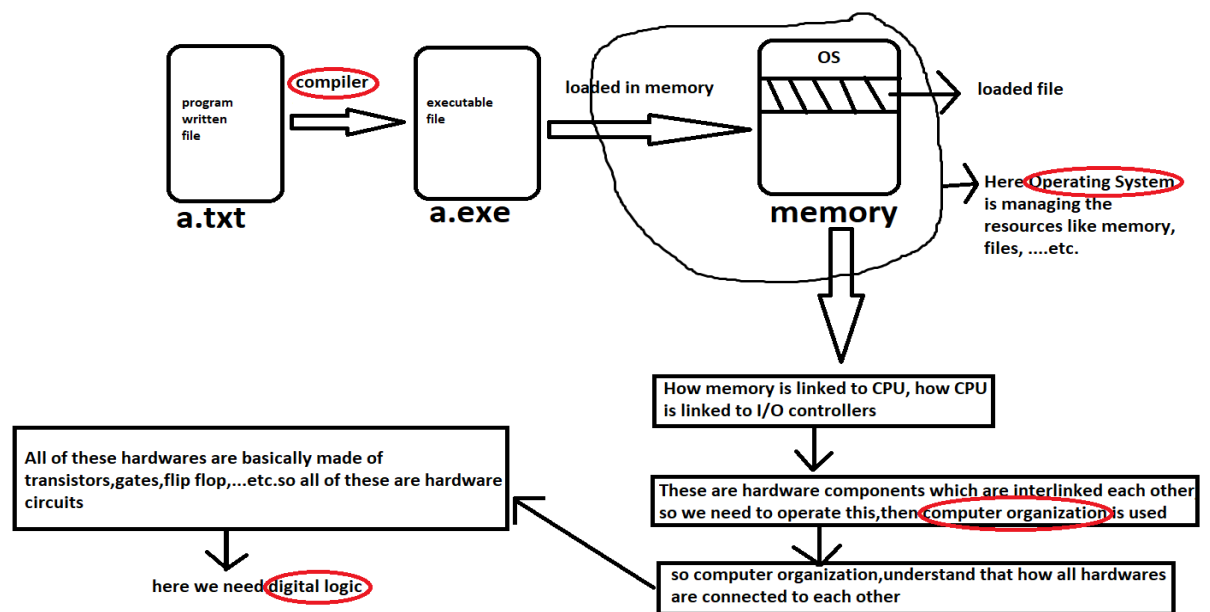 compiler
program
written
file
a.txt
executable
file
a.exe
loaded in memory
OS
memory
loaded file
Here Operating System
is managing the
resources like memory,
files, ....etc.
How memory is linked to CPU, how CPU
is linked to I/O controllers
These are hardware components which are interlinked each other
so we need to operate this,then computer organization is used
so computer organization,understand that how all hardwares
are connected to each other
All of these hardwares are basically made of
transistors,gates,flip flop,...etc.so all of these are hardware
circuits
here we need digital logic